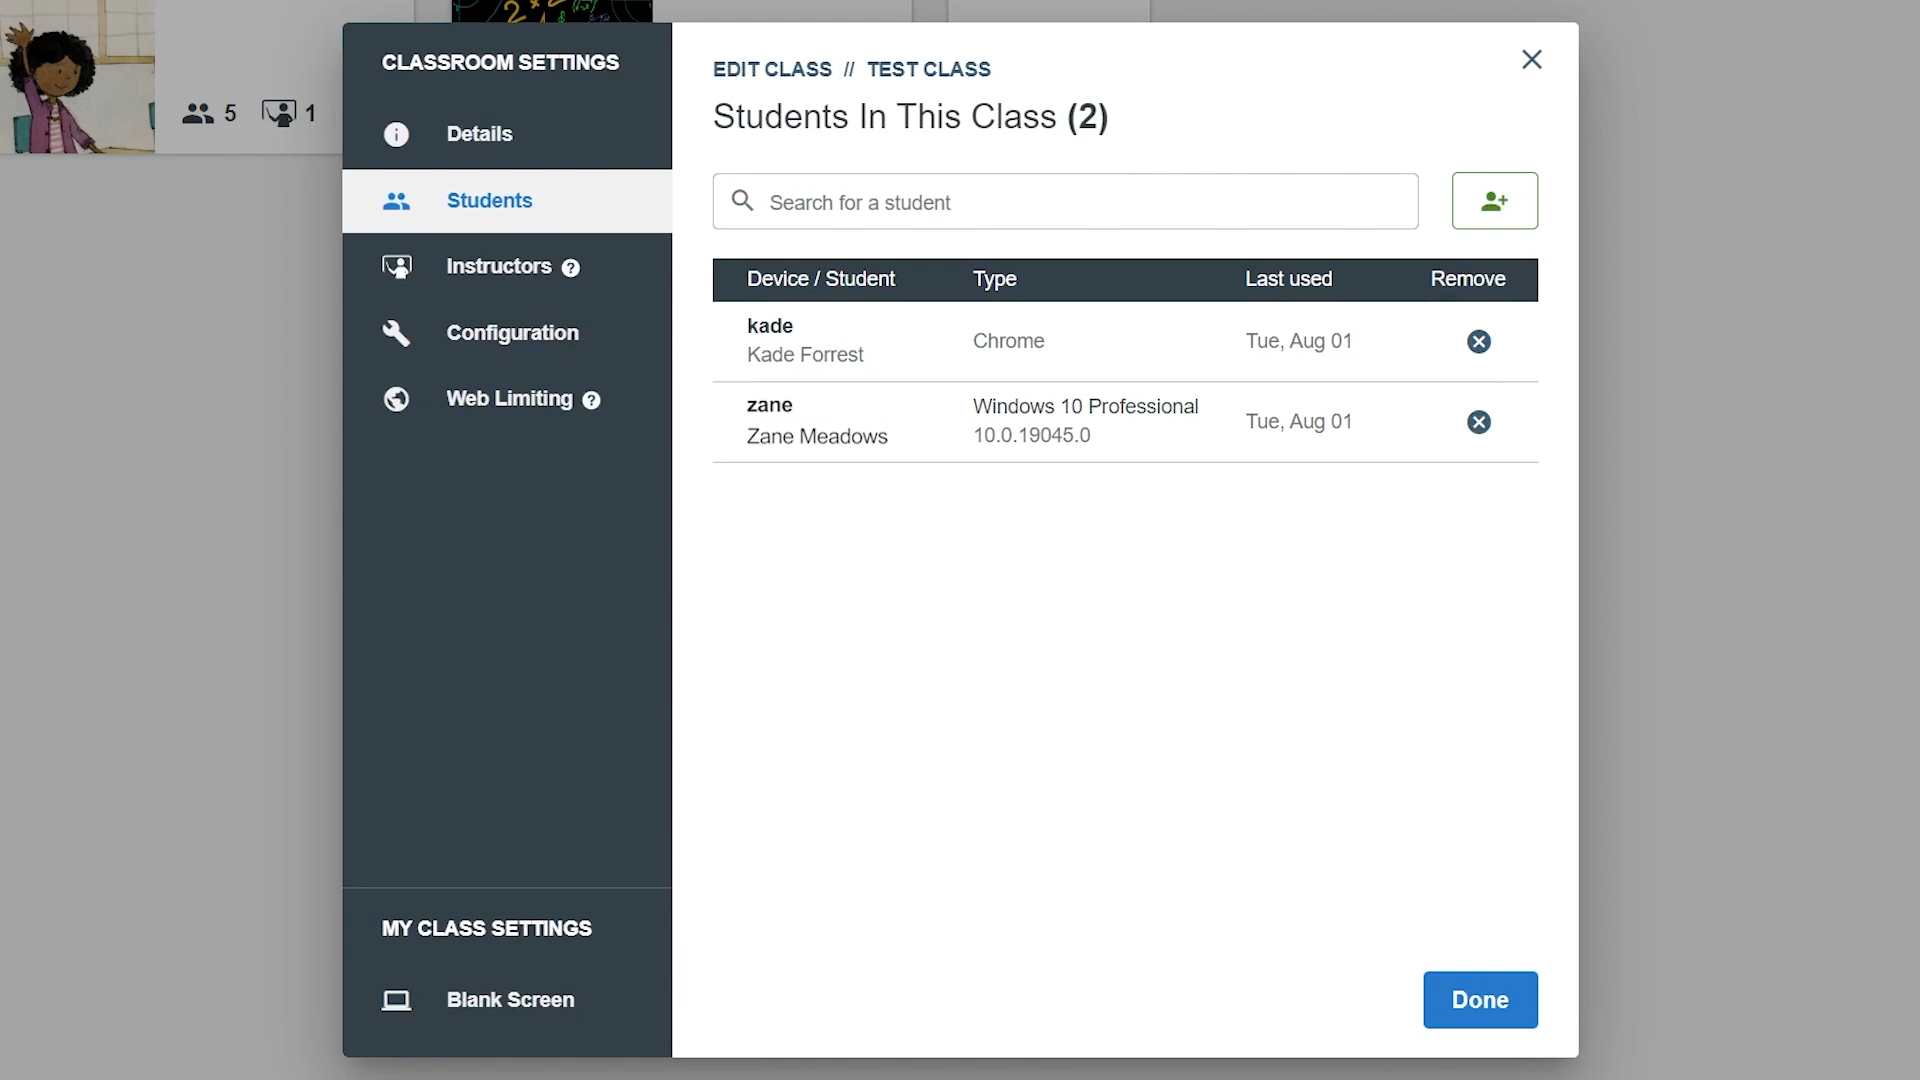 5 1
CLASSROOM SETTINGS
Details
Students
Instructors
Configuration
Web Limiting
MY CLASS SETTINGS
Blank Screen
EDIT CLASS // TEST CLASS
Students In This Class (2)
Search for a student
Device / Student Type Last used Remove
kade
Kade Forrest Chrome Tue, Aug 01
zane
Zane Meadows
Windows 10 Professional
10.0.19045.0
Tue, Aug 01
Done